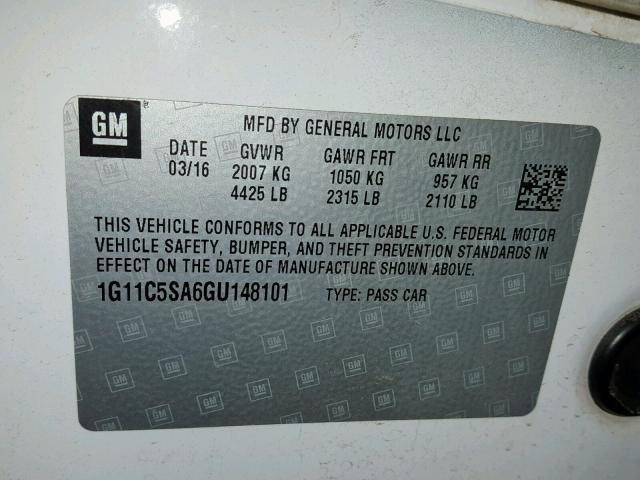 GM
MFD BY GENERAL MOTORS LLC
DATE GVWR GAWR FRT GAWR RR
03/16 2007 KG 1050 KG 957 KG
4425 LB 2315 LB 2110 LB
THIS VEHICLE CONFORMS TO ALL APPLICABLE U.S. FEDERAL MOTOR
VEHICLE SAFETY, BUMPER, AND THEFT PREVENTION STANDARDS IN
EFFECT ON THE DATE OF MANUFACTURE SHOWN ABOVE.
1G11C5SA6GU148101 TYPE: PASS CAR